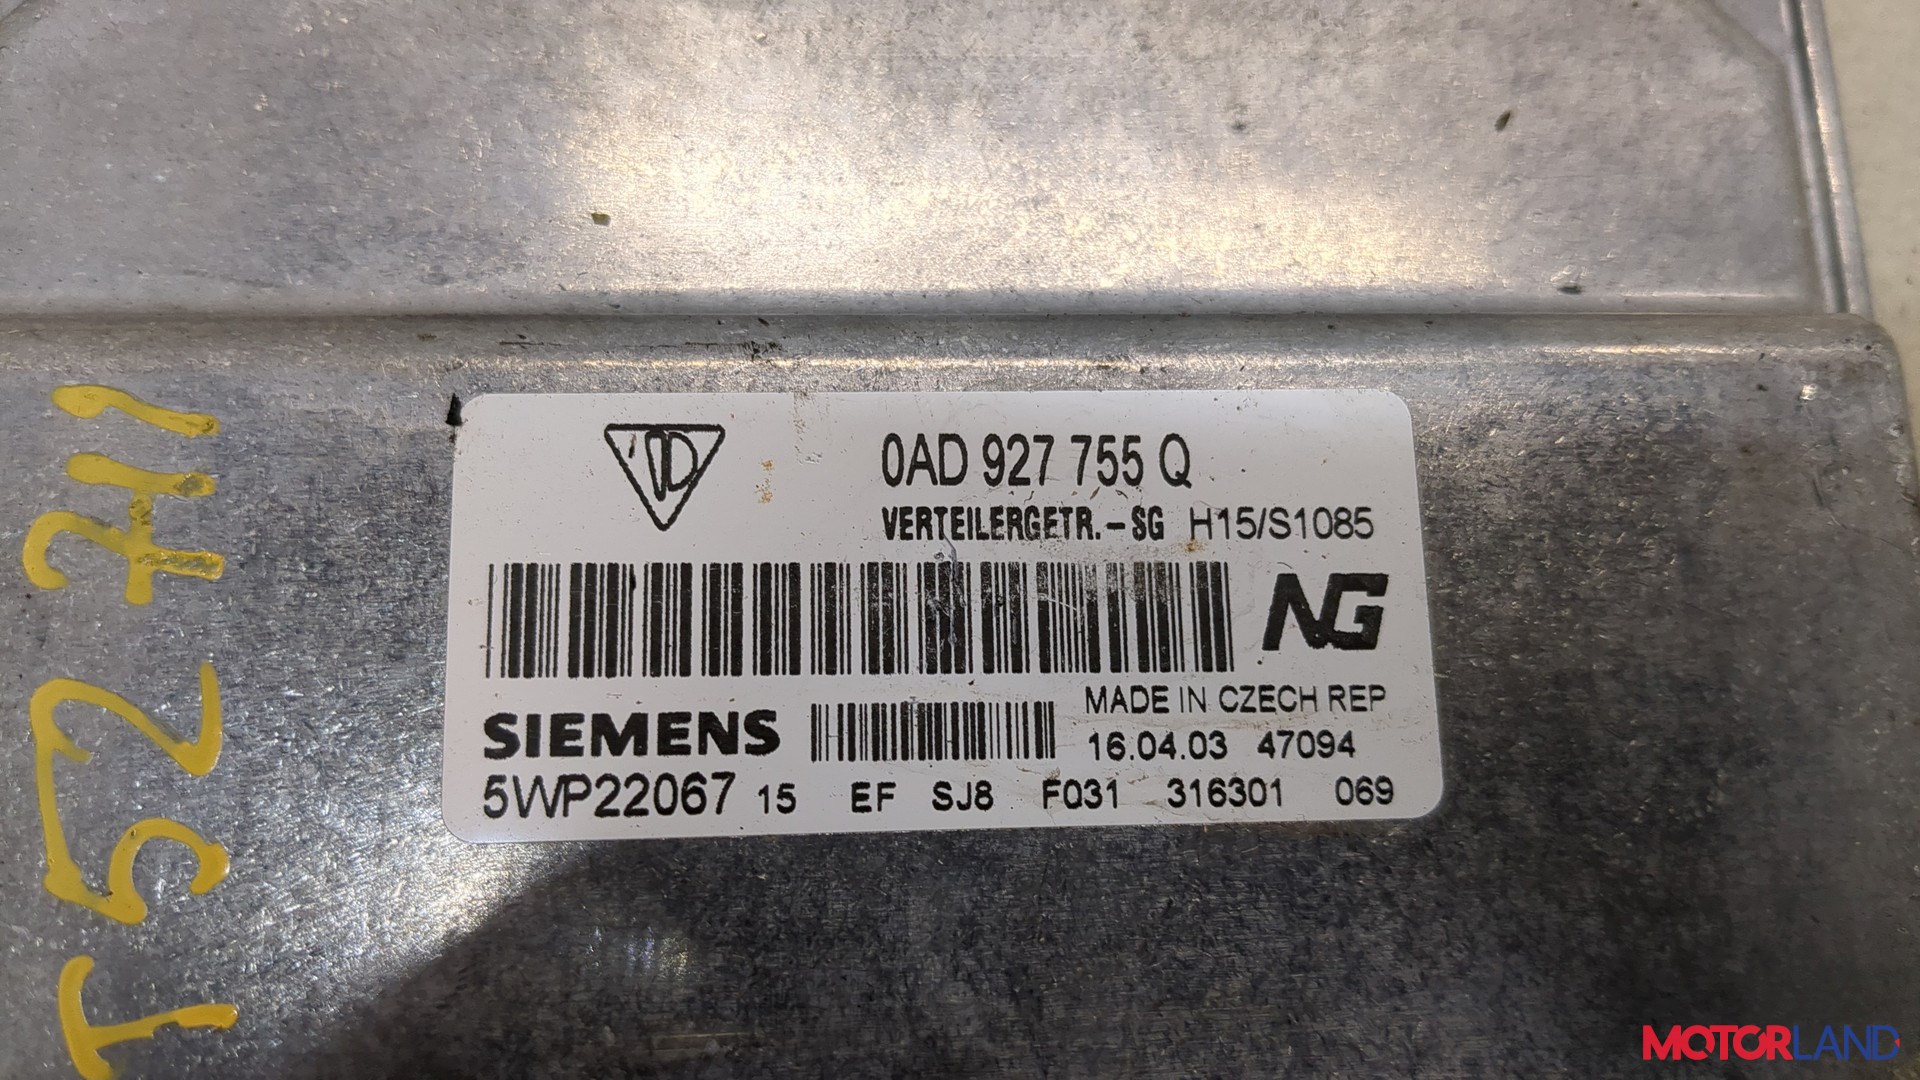 0AD 927 755 Q
VERTEILERGETR.-SG H15/S1085
NG
MADE IN CZECH REP
SIEMENS 16.04.03 47094
5WP22067 15 EF SJ8 F031 316301 069
MOTORLAND